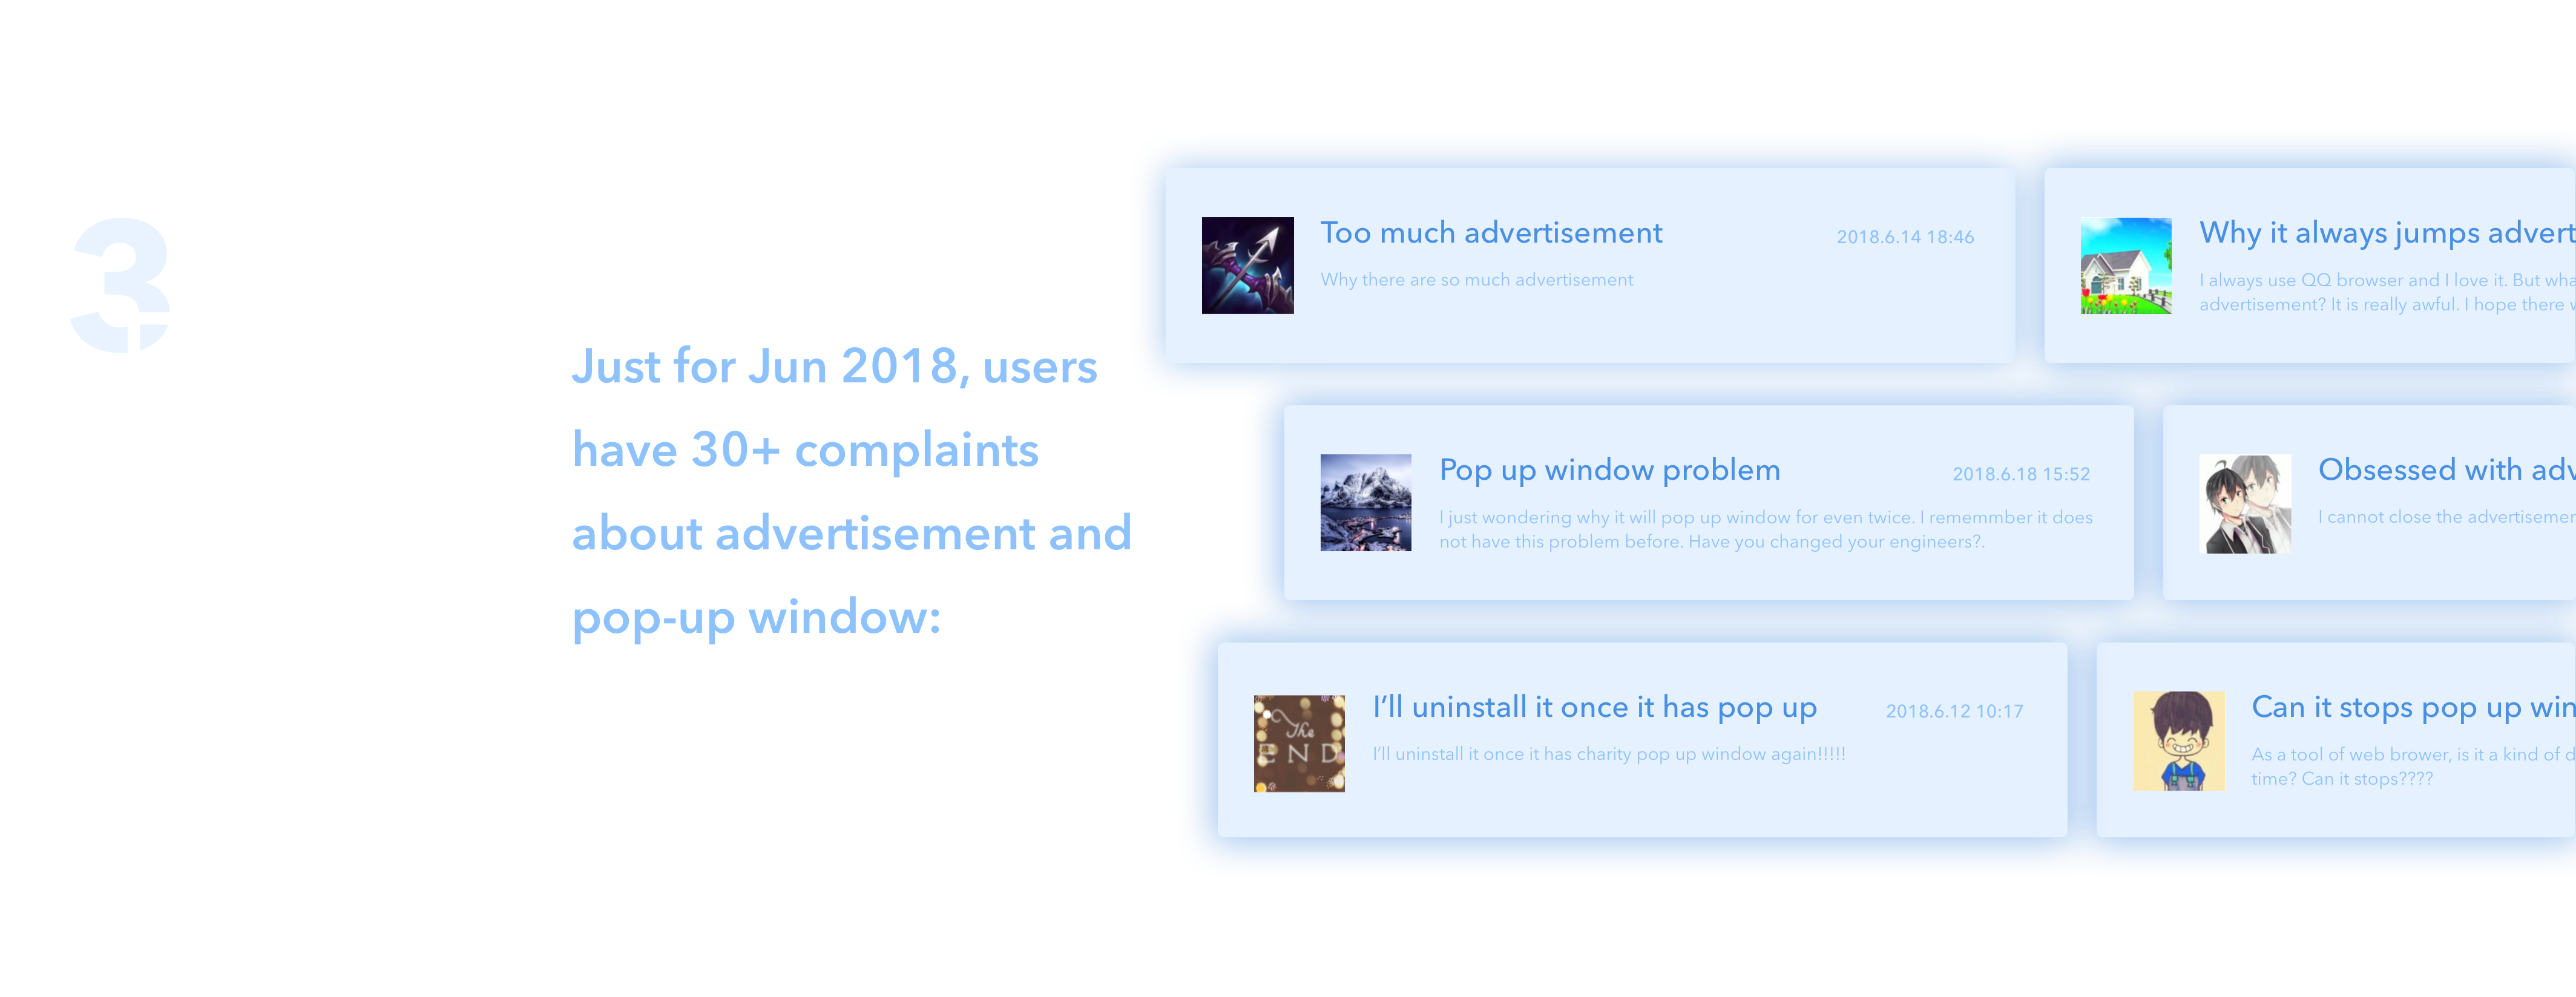 3
Just for Jun 2018, users
have 30+ complaints
about advertisement and
pop-up window:
Too much advertisement
2018.6.14 18:46
Why there are so much advertisement
Why it always jumps advert
I always use QQ browser and I love it. But wha
advertisement? It is really awful. I hope there
Pop up window problem
2018.6.18 15:52
I just wondering why it will pop up window for even twice. I rememmber it does
not have this problem before. Have you changed your engineers?.
Obsessed with adv
I cannot close the advertisemen
I'll uninstall it once it has pop up
2018.6.12 10:17
I'll uninstall it once it has charity pop up window again!!!!!
The
END
Can it stops pop up win
As a tool of web brower, is it a kind of d
time? Can it stops????